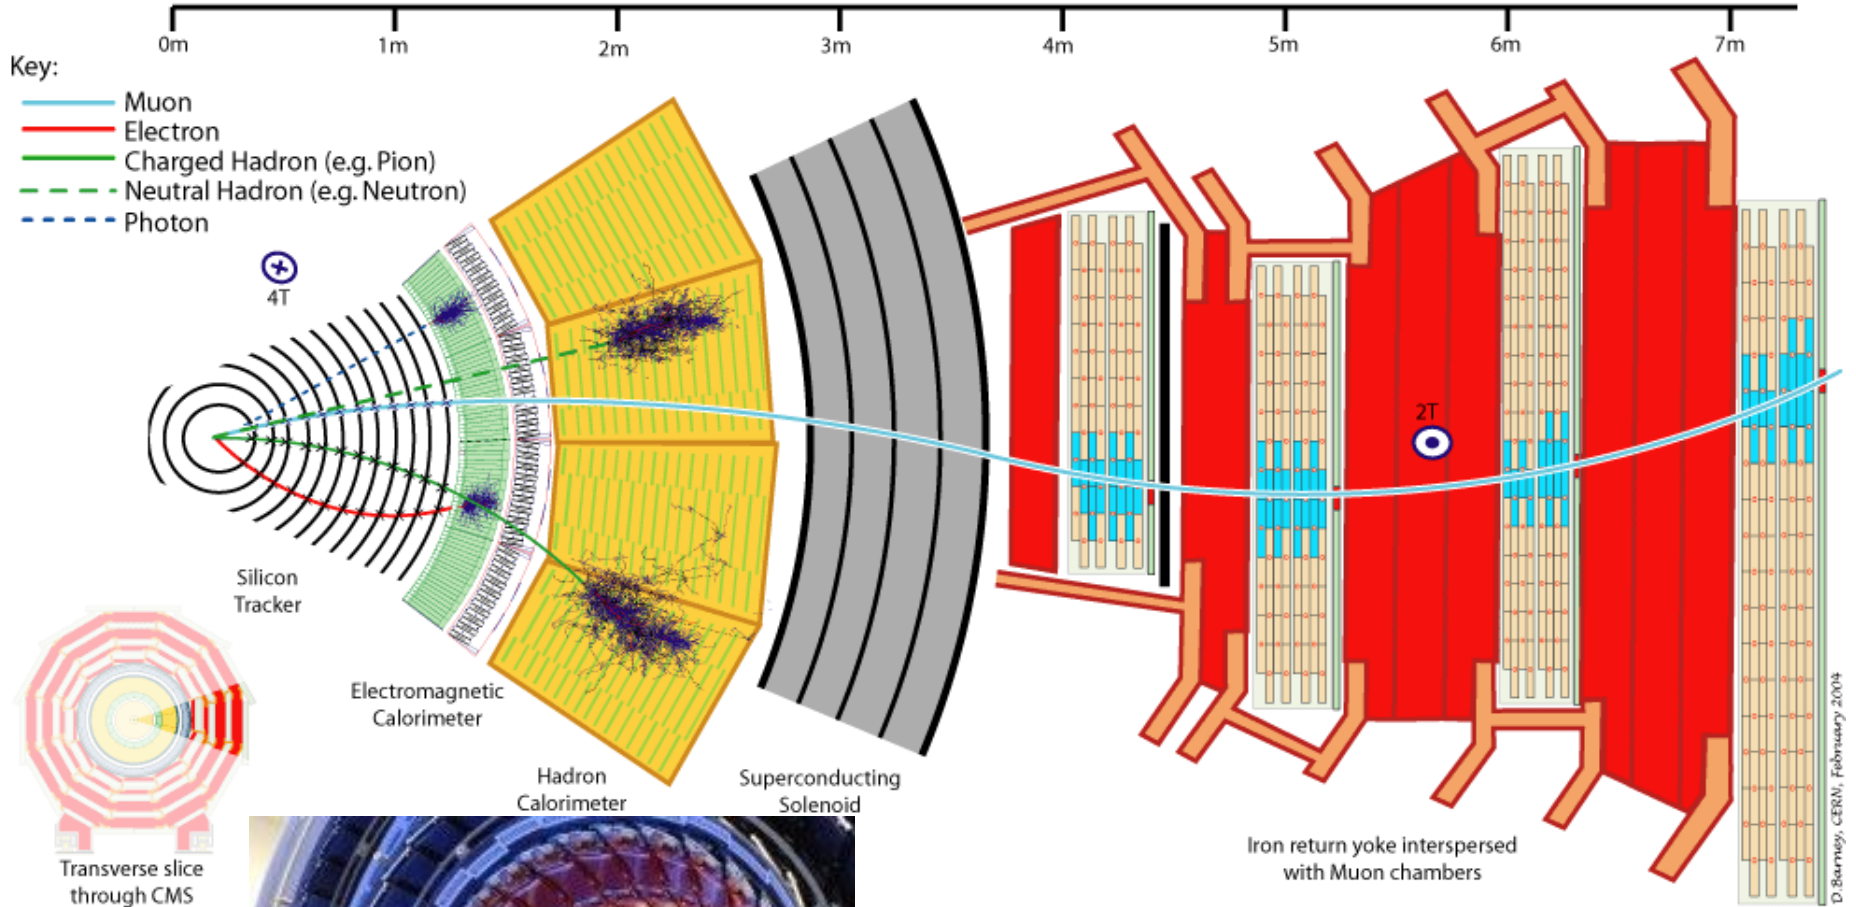 0m 1m 2m 3m 4m 5m 6m 7m
Key:
Muon
Electron
Charged Hadron (e.g. Pion)
Neutral Hadron (e.g. Neutron)
Photon
4T
2T
Silicon
Tracker
Electromagnetic
Calorimeter
Hadron
Calorimeter
Superconducting
Solenoid
Iron return yoke interspersed
with Muon chambers
Transverse slice
through CMS
D.Barney, CERN, February 2004